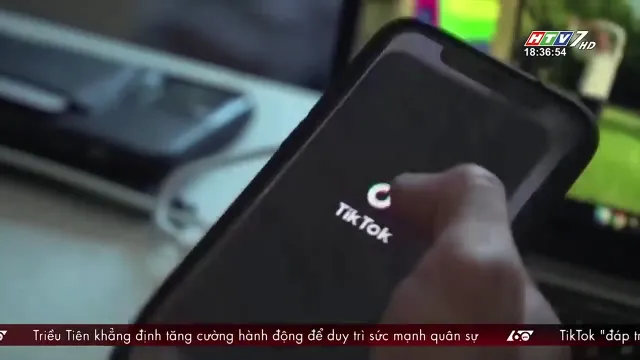 HTV7 HD
18:36:54
TikTok
Triều Tiên khẳng định tăng cường hành động để duy trì sức mạnh quân sự
60 TikTok "đáp